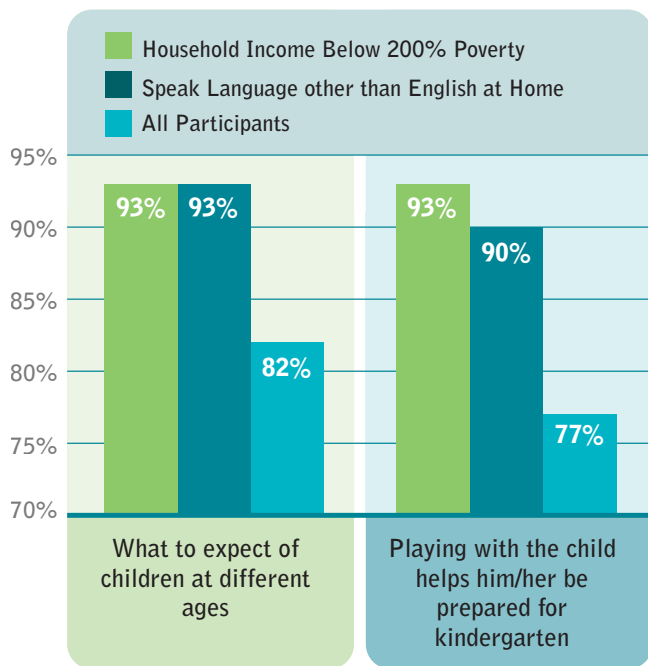 Household Income Below 200% Poverty
Speak Language other than English at Home
All Participants
95%
90%
85%
80%
75%
70%
93%
93%
82%
93%
90%
77%
What to expect of
children at different
ages
Playing with the child
helps him/her be
prepared for
kindergarten